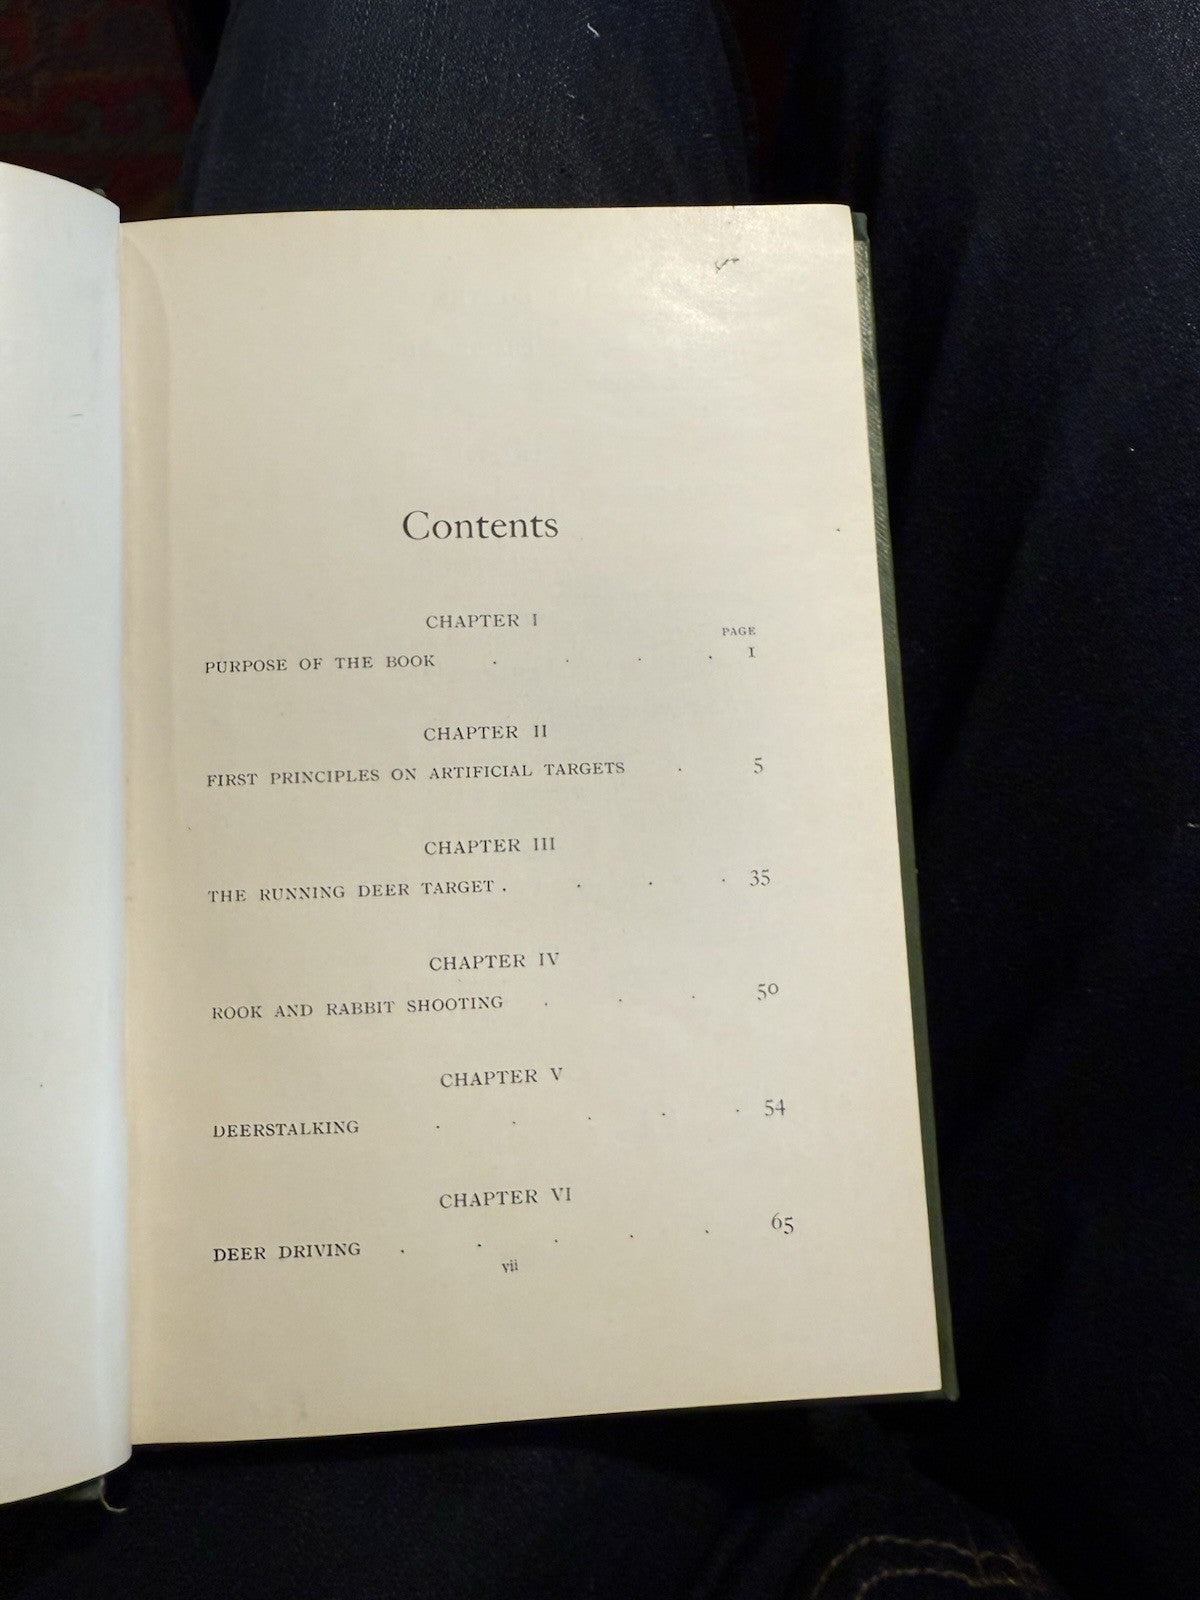 Contents
CHAPTER I
PAGE
PURPOSE OF THE BOOK . . . . 1
CHAPTER II
FIRST PRINCIPLES ON ARTIFICIAL TARGETS . 5
CHAPTER III
THE RUNNING DEER TARGET . . . . 35
CHAPTER IV
ROOK AND RABBIT SHOOTING . . . 50
CHAPTER V
DEERSTALKING . . . . . 54
CHAPTER VI
DEER DRIVING . . . . . 65
vii